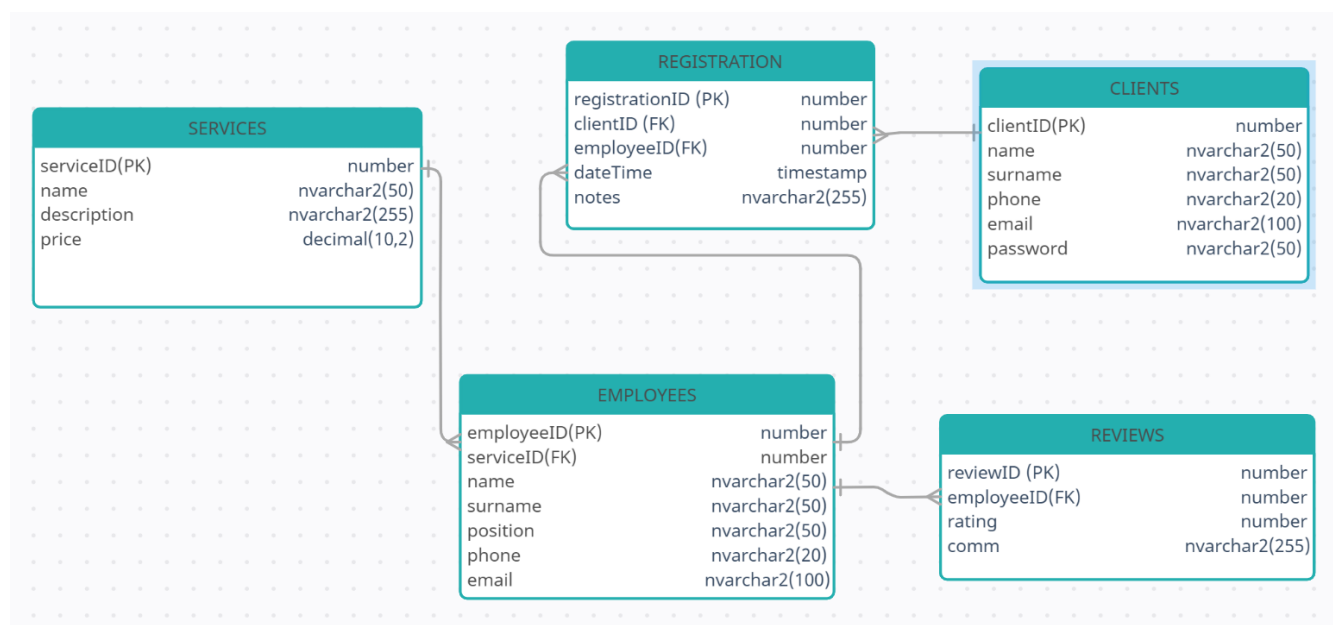 SERVICES
serviceID(PK) number
name nvarchar2(50)
description nvarchar2(255)
price decimal(10,2)
REGISTRATION
registrationID (PK) number
clientID (FK) number
employeeID(FK) number
dateTime timestamp
notes nvarchar2(255)
CLIENTS
clientID(PK) number
name nvarchar2(50)
surname nvarchar2(50)
phone nvarchar2(20)
email nvarchar2(100)
password nvarchar2(50)
EMPLOYEES
employeeID(PK) number
serviceID(FK) number
name nvarchar2(50)
surname nvarchar2(50)
position nvarchar2(50)
phone nvarchar2(20)
email nvarchar2(100)
REVIEWS
reviewID (PK) number
employeeID(FK) number
rating number
comm nvarchar2(255)